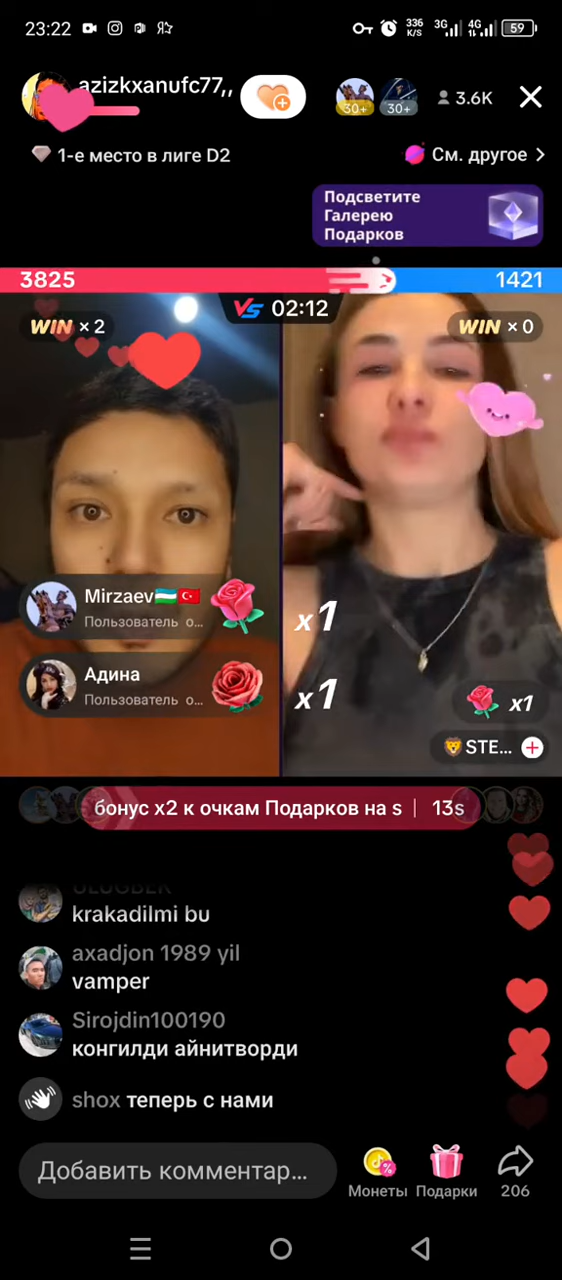 23:22
336
K/S
3G
4G
59
azizkxanufc77,,
30+
30+
3.6K
1-е место в лиге D2
См. другое
Подсветите
Галерею
Подарков
3825
1421
WIN × 2
VS 02:12
WIN × 0
Mirzaev🇺🇿🇹🇷
Пользователь о...
x1
Адина
Пользователь о...
x1
x1
🦁STE...
бонус x2 к очкам Подарков на s | 13s
ULUGBEK
krakadilmi bu
axadjon 1989 yil
vamper
Sirojdin100190
конгилди айнитворди
shox теперь с нами
Добавить комментар...
Монеты
Подарки
206